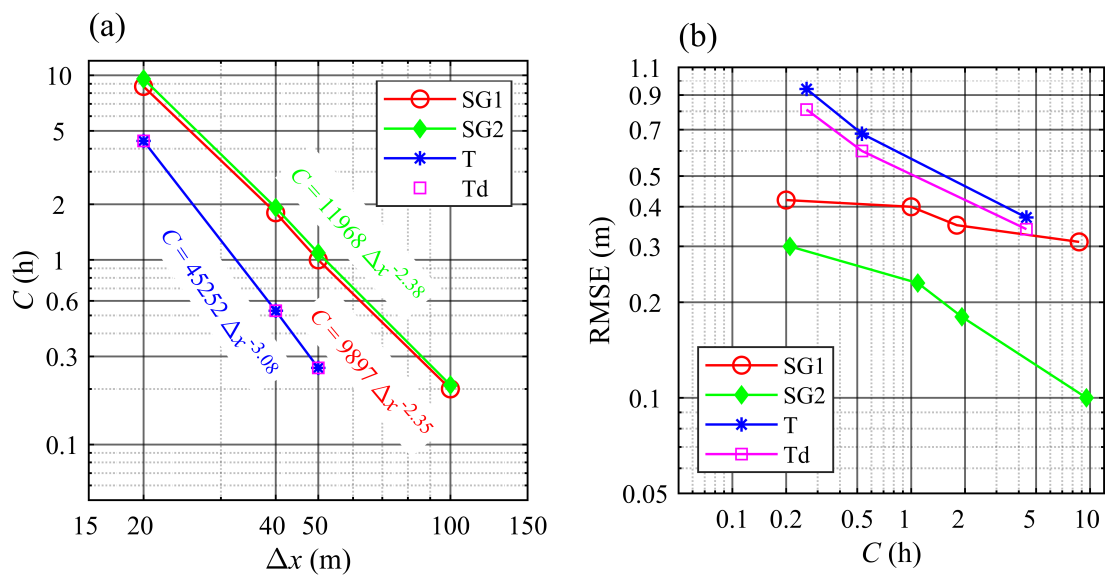 (a)
10
5
2
1
0.6
0.3
0.1
C (h)
15
20
40
50
100
150
Δx (m)
SG1
SG2
T
Td
C = 11968 Δx^-2.38
C = 45252 Δx^-3.08
C = 9897 Δx^-2.35
(b)
1.1
0.9
0.7
0.5
0.4
0.3
0.2
0.1
0.05
RMSE (m)
0.1
0.2
0.5
1
2
5
10
C (h)
SG1
SG2
T
Td